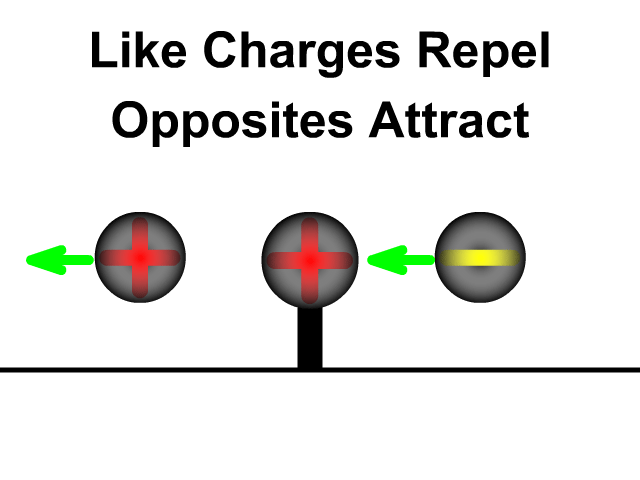 Like Charges Repel
Opposites Attract